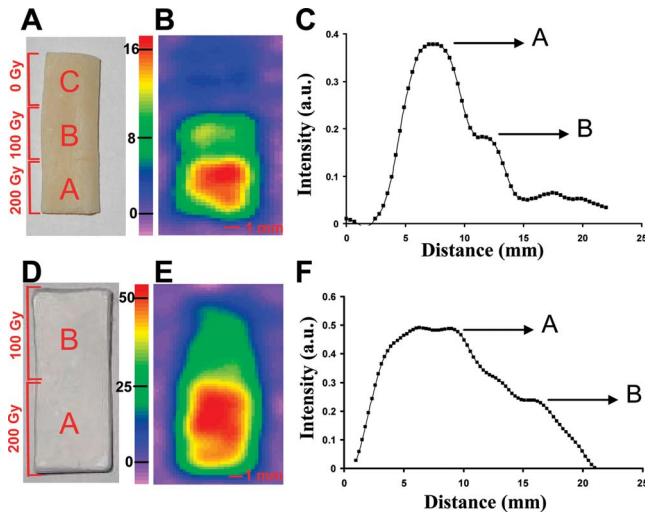 A
0 Gy
100 Gy
200 Gy
C
B
A
B
16
8
0
1 mm
C
Intensity (a.u.)
0.4
0.3
0.2
0.1
0
0
5
10
15
20
25
Distance (mm)
A
B
D
100 Gy
200 Gy
B
A
E
50
25
0
1 mm
F
Intensity (a.u.)
0.6
0.5
0.4
0.3
0.2
0.1
0
0
5
10
15
20
25
Distance (mm)
A
B